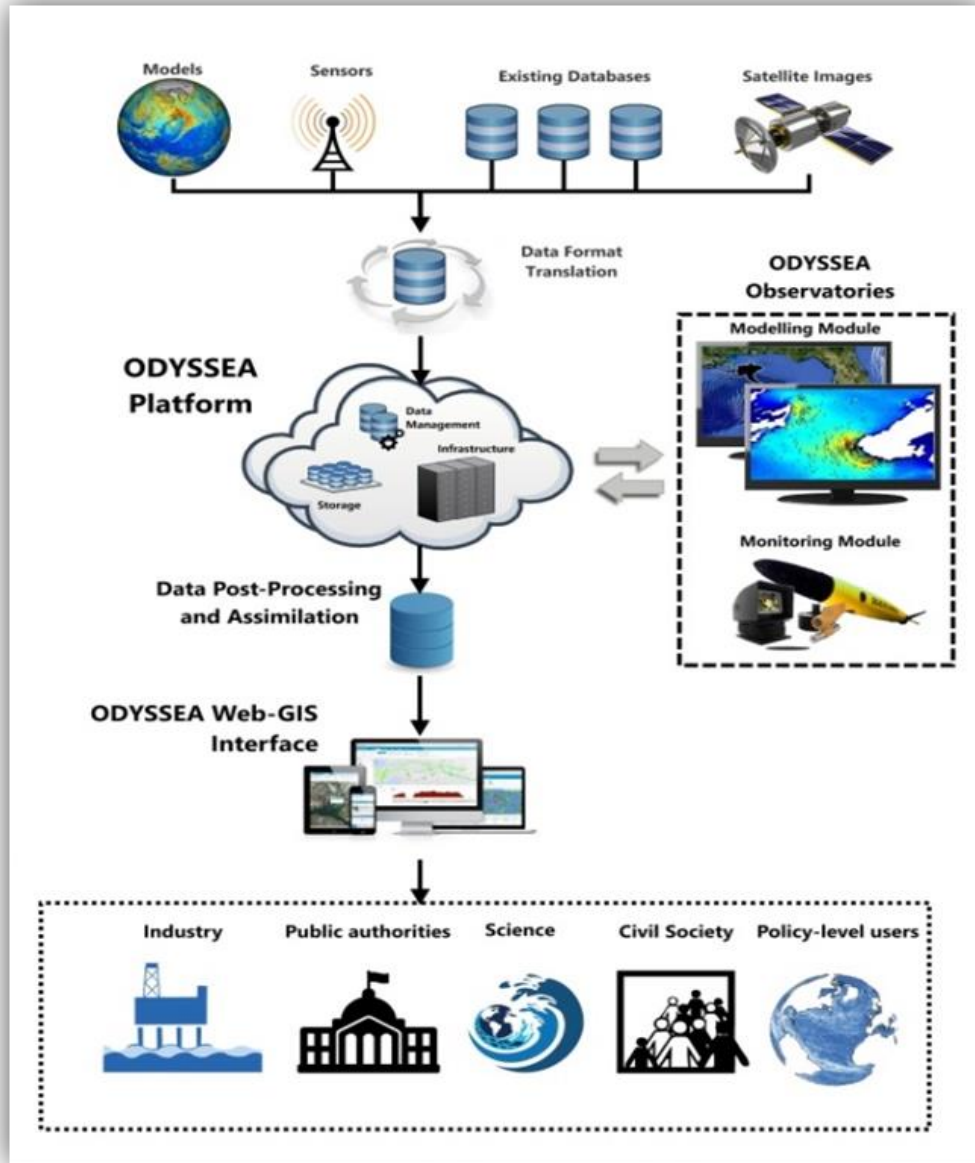 Models
Sensors
Existing Databases
Satellite Images
Data Format
Translation
ODYSSEA
Observatories
Modelling Module
ODYSSEA
Platform
Data
Management
Infrastructure
Storage
Monitoring Module
Data Post-Processing
and Assimilation
ODYSSEA Web-GIS
Interface
Industry
Public authorities
Science
Civil Society
Policy-level users